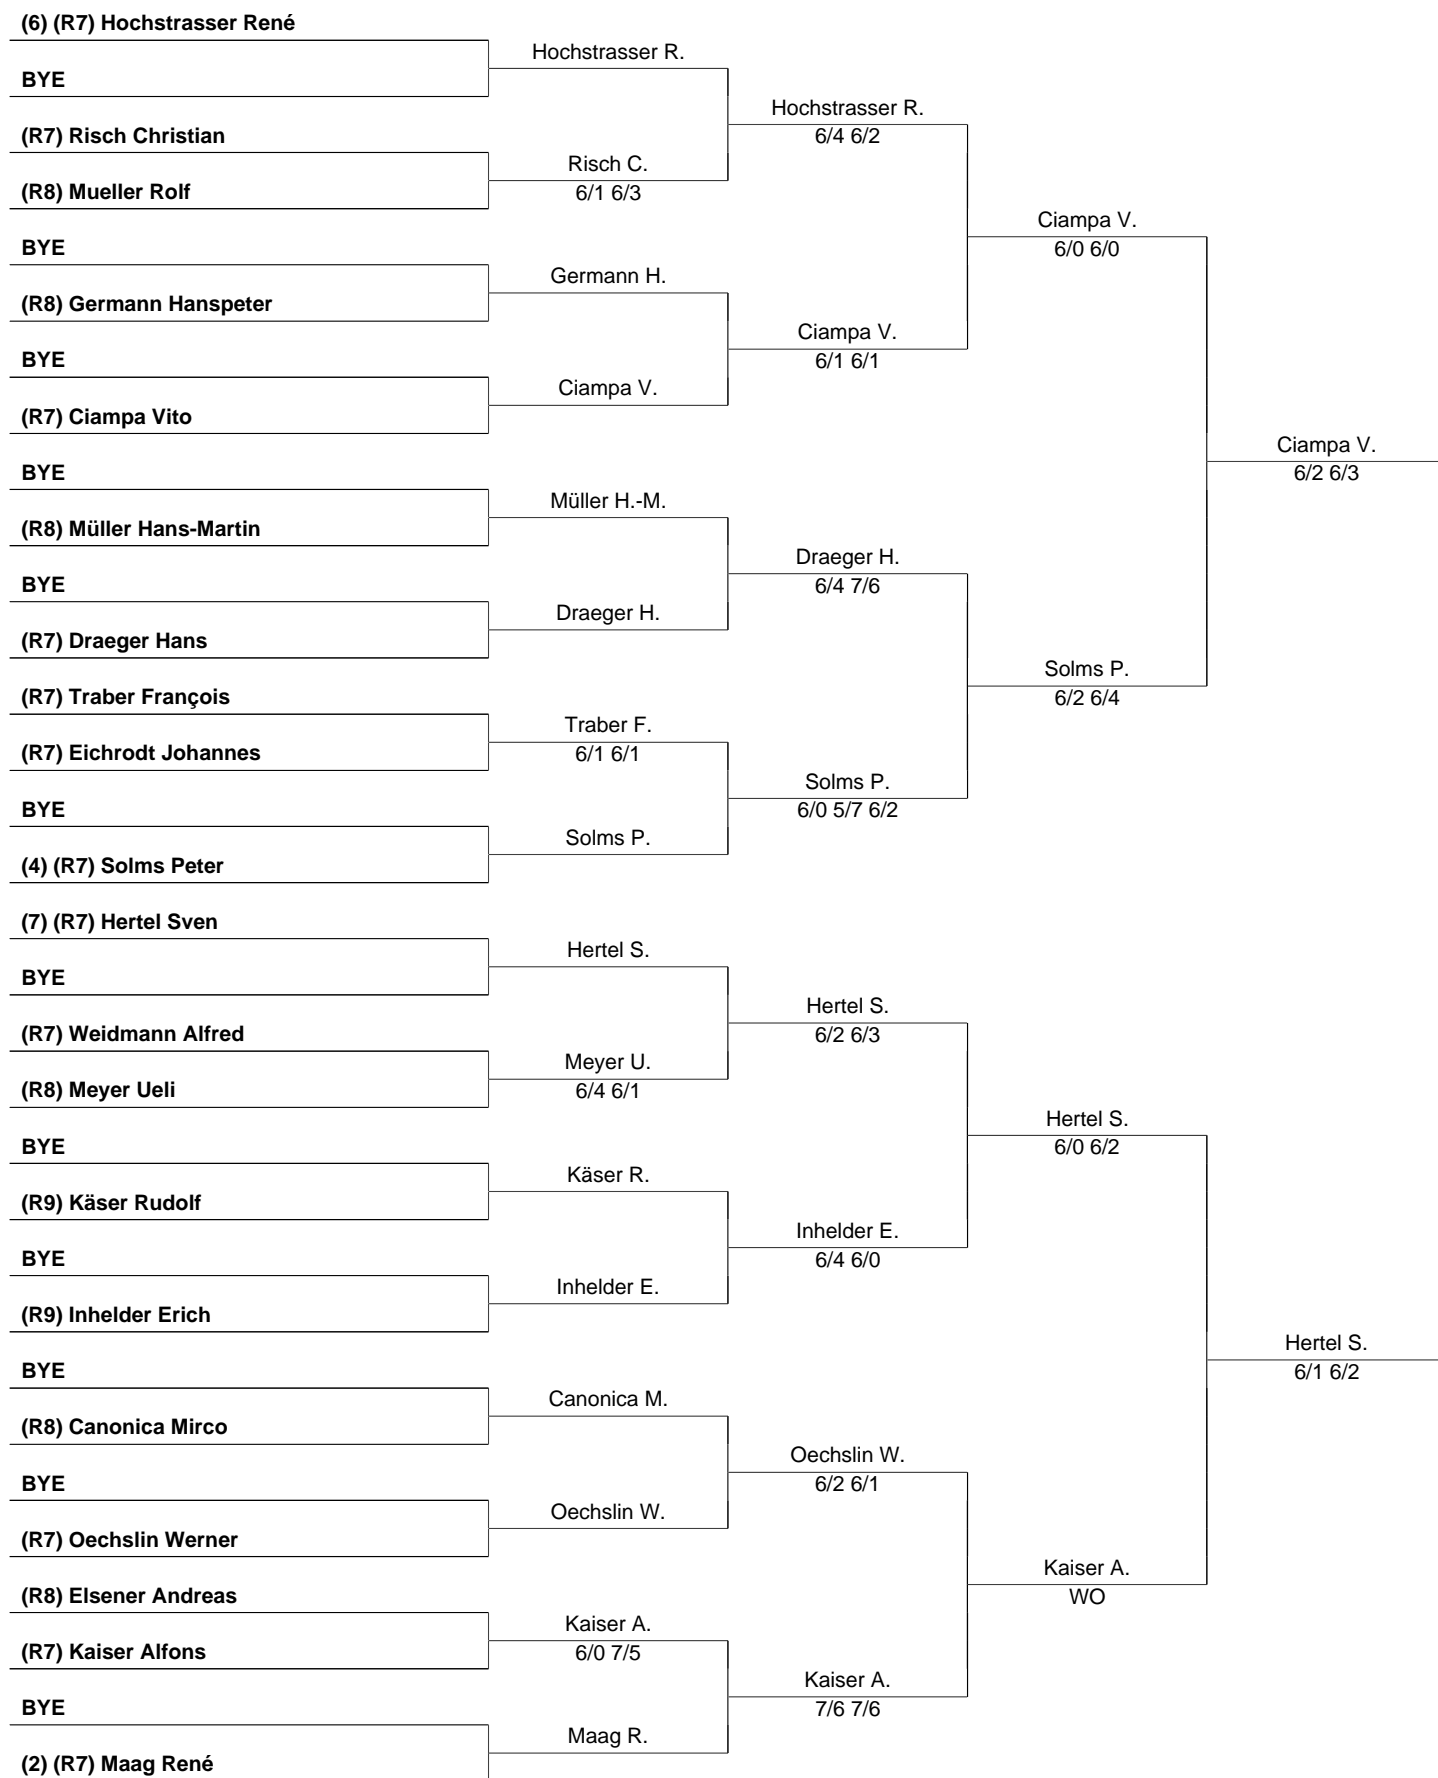 (6) (R7) Hochstrasser René
Hochstrasser R.
BYE
Hochstrasser R.
6/4 6/2
(R7) Risch Christian
Risch C.
6/1 6/3
(R8) Mueller Rolf
Ciampa V.
6/0 6/0
BYE
Germann H.
(R8) Germann Hanspeter
Ciampa V.
6/1 6/1
BYE
Ciampa V.
(R7) Ciampa Vito
Ciampa V.
6/2 6/3
BYE
Müller H.-M.
(R8) Müller Hans-Martin
Draeger H.
6/4 7/6
BYE
Draeger H.
(R7) Draeger Hans
Solms P.
6/2 6/4
(R7) Traber François
Traber F.
6/1 6/1
(R7) Eichrodt Johannes
Solms P.
6/0 5/7 6/2
BYE
Solms P.
(4) (R7) Solms Peter
(7) (R7) Hertel Sven
Hertel S.
BYE
Hertel S.
6/2 6/3
(R7) Weidmann Alfred
Meyer U.
6/4 6/1
(R8) Meyer Ueli
Hertel S.
6/0 6/2
BYE
Käser R.
(R9) Käser Rudolf
Inhelder E.
6/4 6/0
BYE
Inhelder E.
(R9) Inhelder Erich
Hertel S.
6/1 6/2
BYE
Canonica M.
(R8) Canonica Mirco
Oechslin W.
6/2 6/1
BYE
Oechslin W.
(R7) Oechslin Werner
Kaiser A.
WO
(R8) Elsener Andreas
Kaiser A.
6/0 7/5
(R7) Kaiser Alfons
Kaiser A.
7/6 7/6
BYE
Maag R.
(2) (R7) Maag René